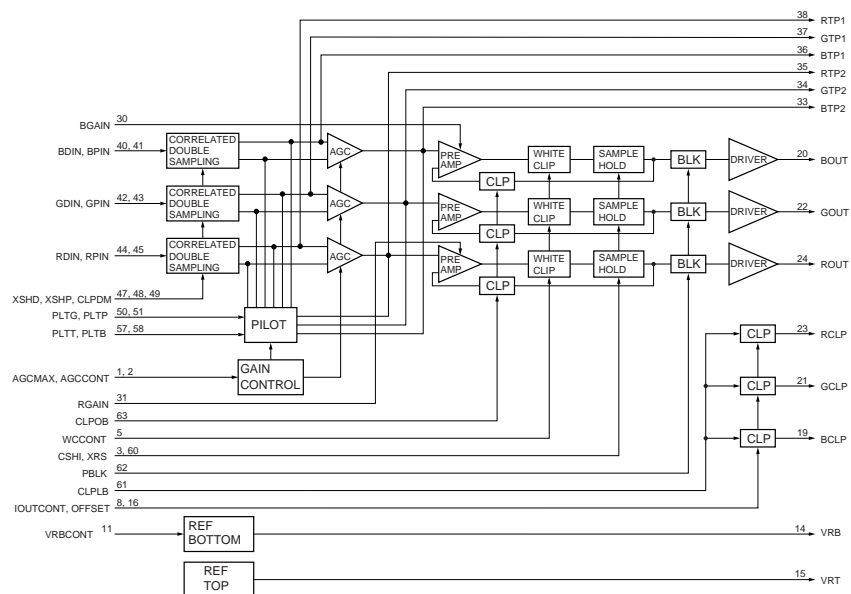 38 RTP1
37 GTP1
36 BTP1
35 RTP2
34 GTP2
33 BTP2
BGAIN 30
BDIN, BPIN 40, 41
CORRELATED
DOUBLE
SAMPLING
AGC
PRE
AMP
WHITE
CLIP
SAMPLE
HOLD
BLK
DRIVER
20 BOUT
CLP
GDIN, GPIN 42, 43
CORRELATED
DOUBLE
SAMPLING
AGC
PRE
AMP
WHITE
CLIP
SAMPLE
HOLD
BLK
DRIVER
22 GOUT
CLP
RDIN, RPIN 44, 45
CORRELATED
DOUBLE
SAMPLING
AGC
PRE
AMP
WHITE
CLIP
SAMPLE
HOLD
BLK
DRIVER
24 ROUT
CLP
XSHD, XSHP, CLPDM 47, 48, 49
PLTG, PLTP 50, 51
PLTT, PLTB 57, 58
PILOT
CLP 23 RCLP
AGCMAX, AGCCONT 1, 2
GAIN
CONTROL
CLP 21 GCLP
RGAIN 31
CLPOB 63
WCCONT 5
CLP 19 BCLP
CSHI, XRS 3, 60
PBLK 62
CLPLB 61
IOUTCONT, OFFSET 8, 16
VRBCONT 11
REF
BOTTOM
14 VRB
REF
TOP
15 VRT